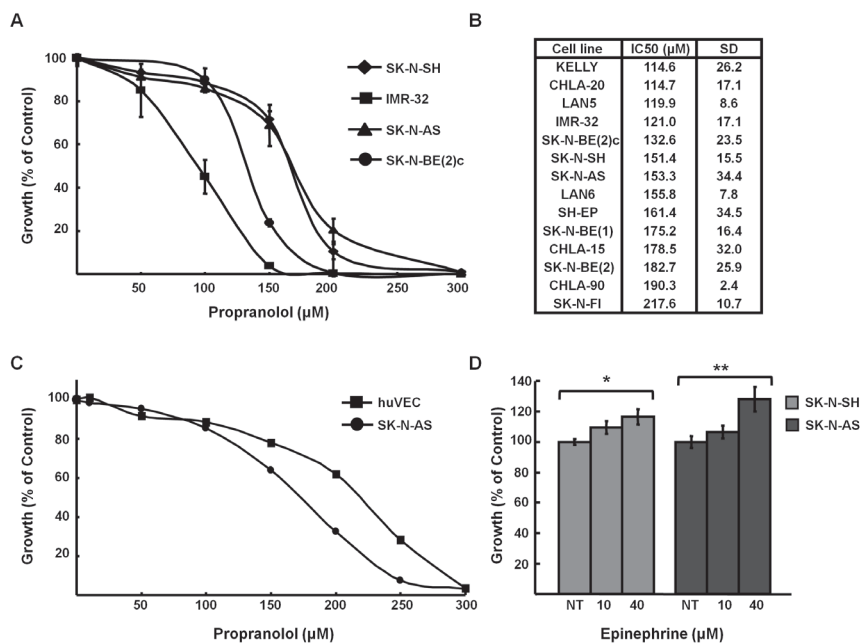 A
Growth (% of Control)
100
80
60
40
20
50
100
150
200
250
300
Propranolol (µM)
SK-N-SH
IMR-32
SK-N-AS
SK-N-BE(2)c
B
Cell line IC50 (µM) SD
KELLY 114.6 26.2
CHLA-20 114.7 17.1
LAN5 119.9 8.6
IMR-32 121.0 17.1
SK-N-BE(2)c 132.6 23.5
SK-N-SH 151.4 15.5
SK-N-AS 153.3 34.4
LAN6 155.8 7.8
SH-EP 161.4 34.5
SK-N-BE(1) 175.2 16.4
CHLA-15 178.5 32.0
SK-N-BE(2) 182.7 25.9
CHLA-90 190.3 2.4
SK-N-FI 217.6 10.7
C
Growth (% of Control)
100
80
60
40
20
50
100
150
200
250
300
Propranolol (µM)
huVEC
SK-N-AS
D
Growth (% of Control)
140
120
100
80
60
40
20
*
**
NT 10 40 NT 10 40
Epinephrine (µM)
SK-N-SH
SK-N-AS